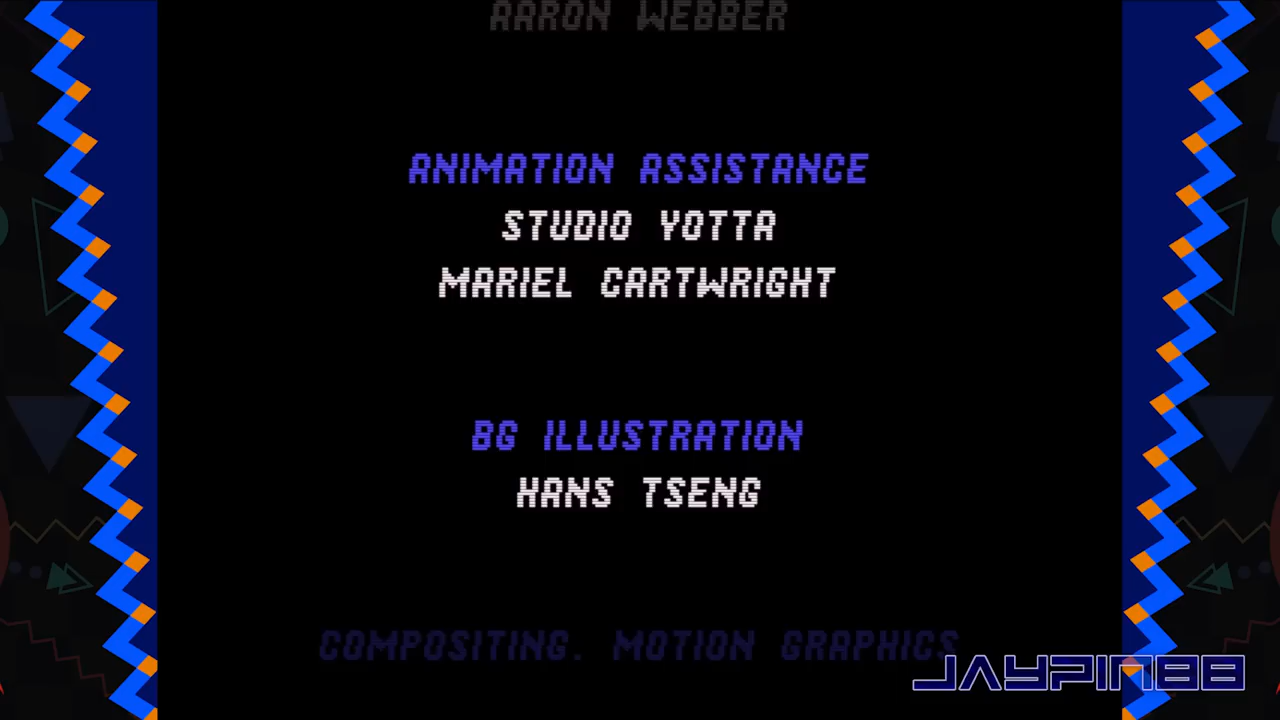 AARON WEBBER
ANIMATION ASSISTANCE
STUDIO YOTTA
MARIEL CARTWRIGHT
BG ILLUSTRATION
HANS TSENG
COMPOSITING. MOTION GRAPHICS
JAYPIN88